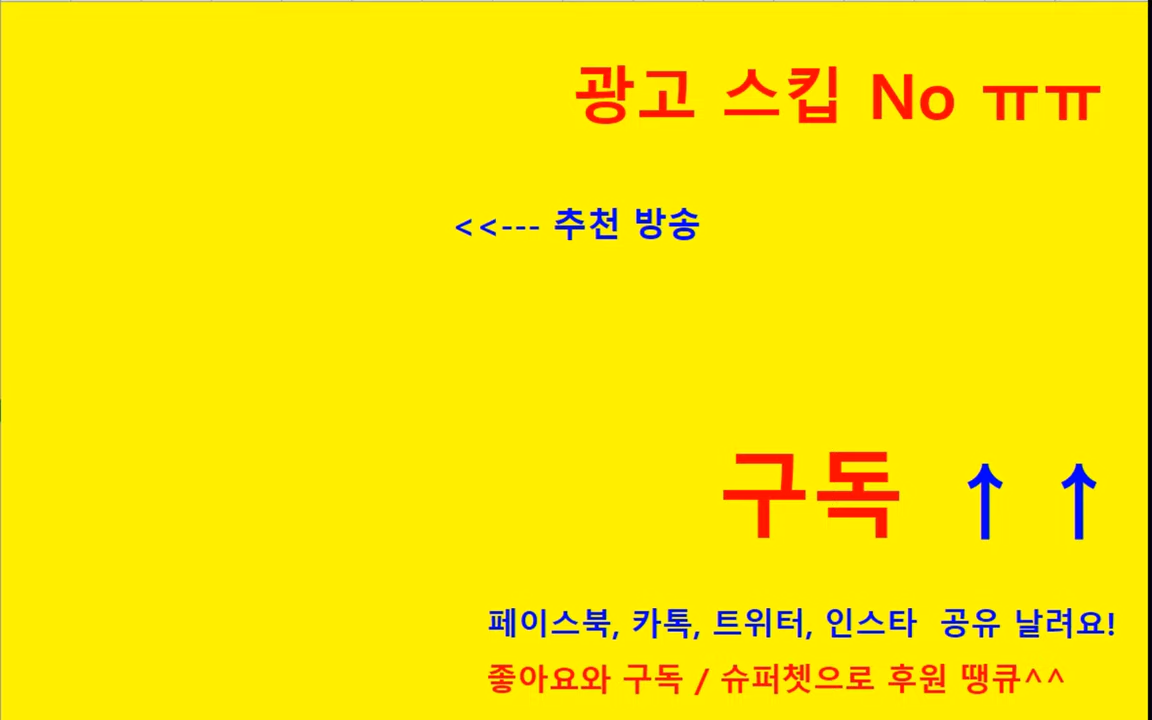 광고 스킵 No ㅠㅠ
<<--- 추천 방송
구독 ↑ ↑
페이스북, 카톡, 트위터, 인스타 공유 날려요!
좋아요와 구독 / 슈퍼쳇으로 후원 땡큐^^